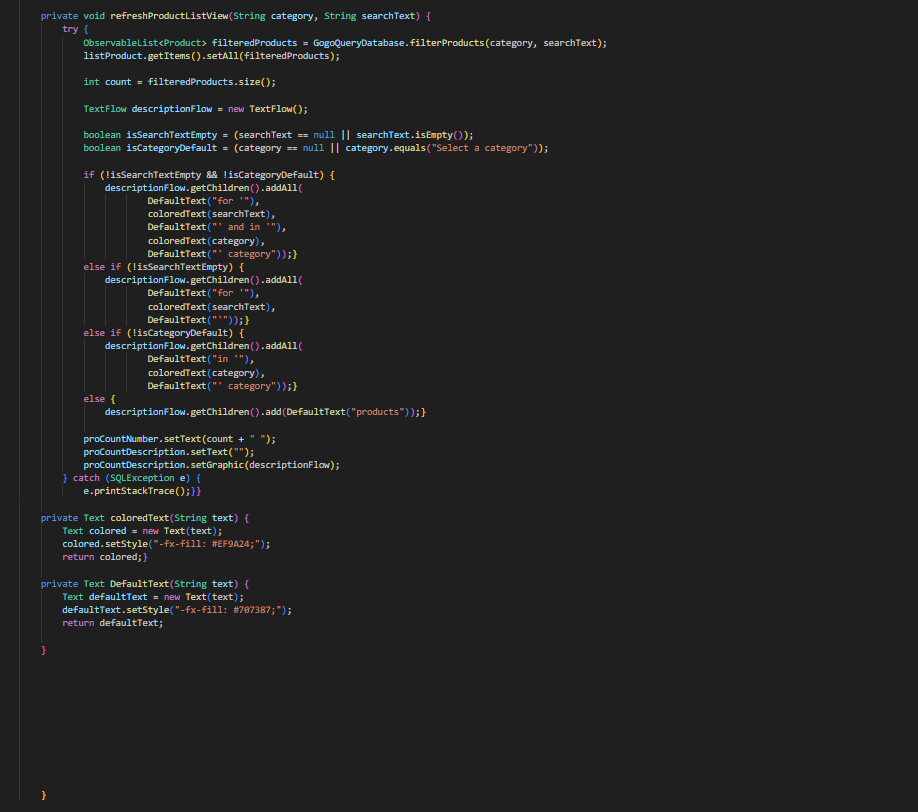 private void refreshProductListView(String category, String searchText) {
try {
ObservableList<Product> filteredProducts = GogoQueryDatabase.filterProducts(category, searchText);
listProduct.getItems().setAll(filteredProducts);
int count = filteredProducts.size();
TextFlow descriptionFlow = new TextFlow();
boolean isSearchTextEmpty = (searchText == null || searchText.isEmpty());
boolean isCategoryDefault = (category == null || category.equals("Select a category"));
if (!isSearchTextEmpty && !isCategoryDefault) {
descriptionFlow.getChildren().addAll(
DefaultText("for '"),
coloredText(searchText),
DefaultText("' and in '"),
coloredText(category),
DefaultText("' category"));}
else if (!isSearchTextEmpty) {
descriptionFlow.getChildren().addAll(
DefaultText("for '"),
coloredText(searchText),
DefaultText("'"));}
else if (!isCategoryDefault) {
descriptionFlow.getChildren().addAll(
DefaultText("in '"),
coloredText(category),
DefaultText("' category"));}
else {
descriptionFlow.getChildren().add(DefaultText("products"));}
proCountNumber.setText(count + " ");
proCountDescription.setText("");
proCountDescription.setGraphic(descriptionFlow);
} catch (SQLException e) {
e.printStackTrace();}}
private Text coloredText(String text) {
Text colored = new Text(text);
colored.setStyle("-fx-fill: #EF9A24;");
return colored;}
private Text DefaultText(String text) {
Text defaultText = new Text(text);
defaultText.setStyle("-fx-fill: #707387;");
return defaultText;
}
}